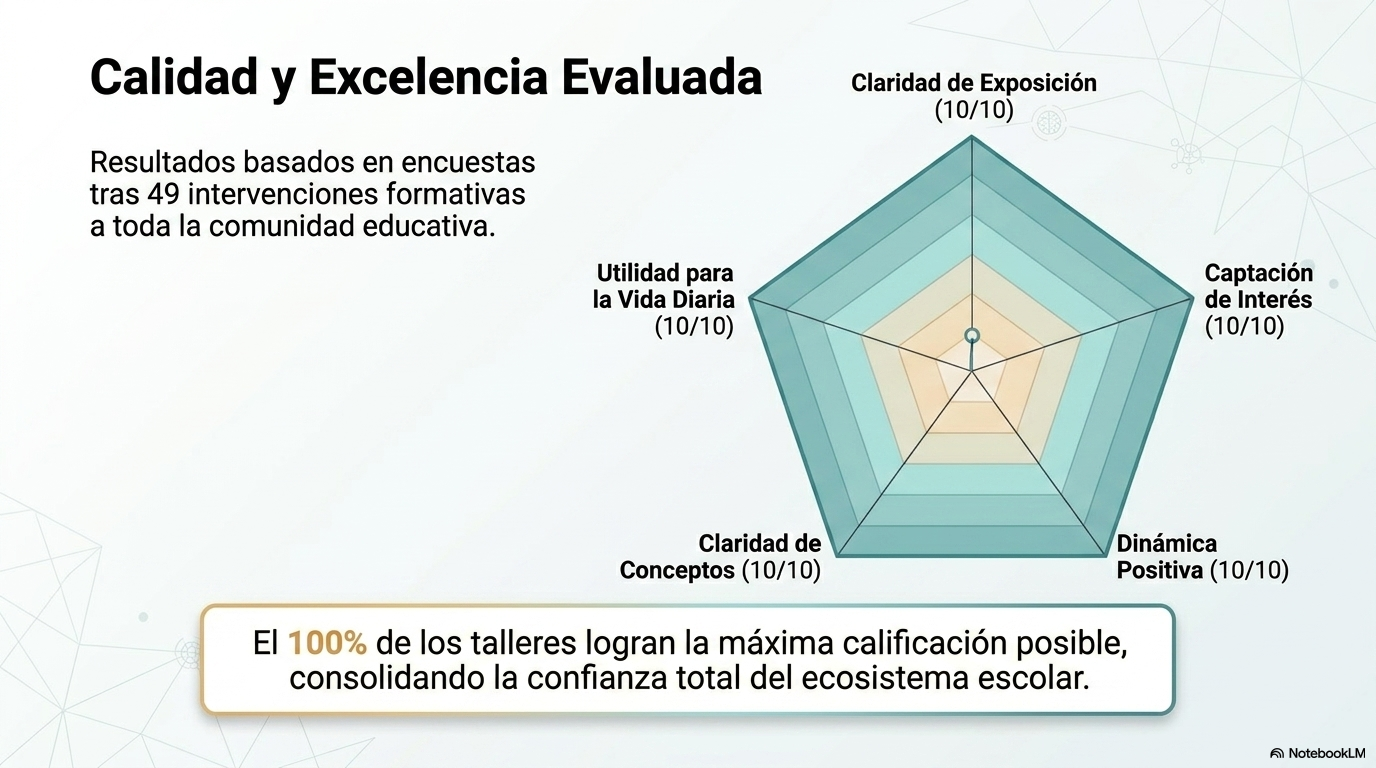 Calidad y Excelencia Evaluada
Resultados basados en encuestas
tras 49 intervenciones formativas
a toda la comunidad educativa.
Claridad de Exposición
(10/10)
Utilidad para
la Vida Diaria
(10/10)
Captación
de Interés
(10/10)
Claridad de
Conceptos (10/10)
Dinámica
Positiva (10/10)
El 100% de los talleres logran la máxima calificación posible,
consolidando la confianza total del ecosistema escolar.
NotebookLM